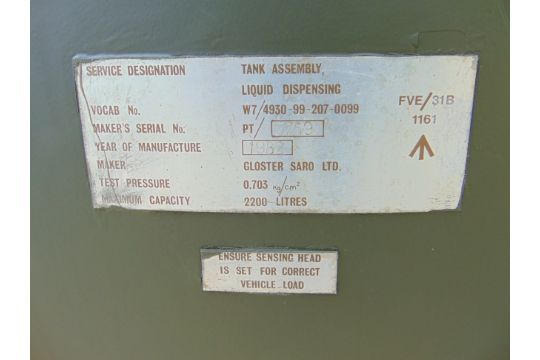 SERVICE DESIGNATION TANK ASSEMBLY,
LIQUID DISPENSING
VOCAB No. W7/4930-99-207-0099
MAKER'S SERIAL No. PT/
YEAR OF MANUFACTURE 1982
MAKER GLOSTER SARO LTD.
TEST PRESSURE 0.703 kg/cm²
MAXIMUM CAPACITY 2200 LITRES
FVE/31B
1161
ENSURE SENSING HEAD
IS SET FOR CORRECT
VEHICLE LOAD